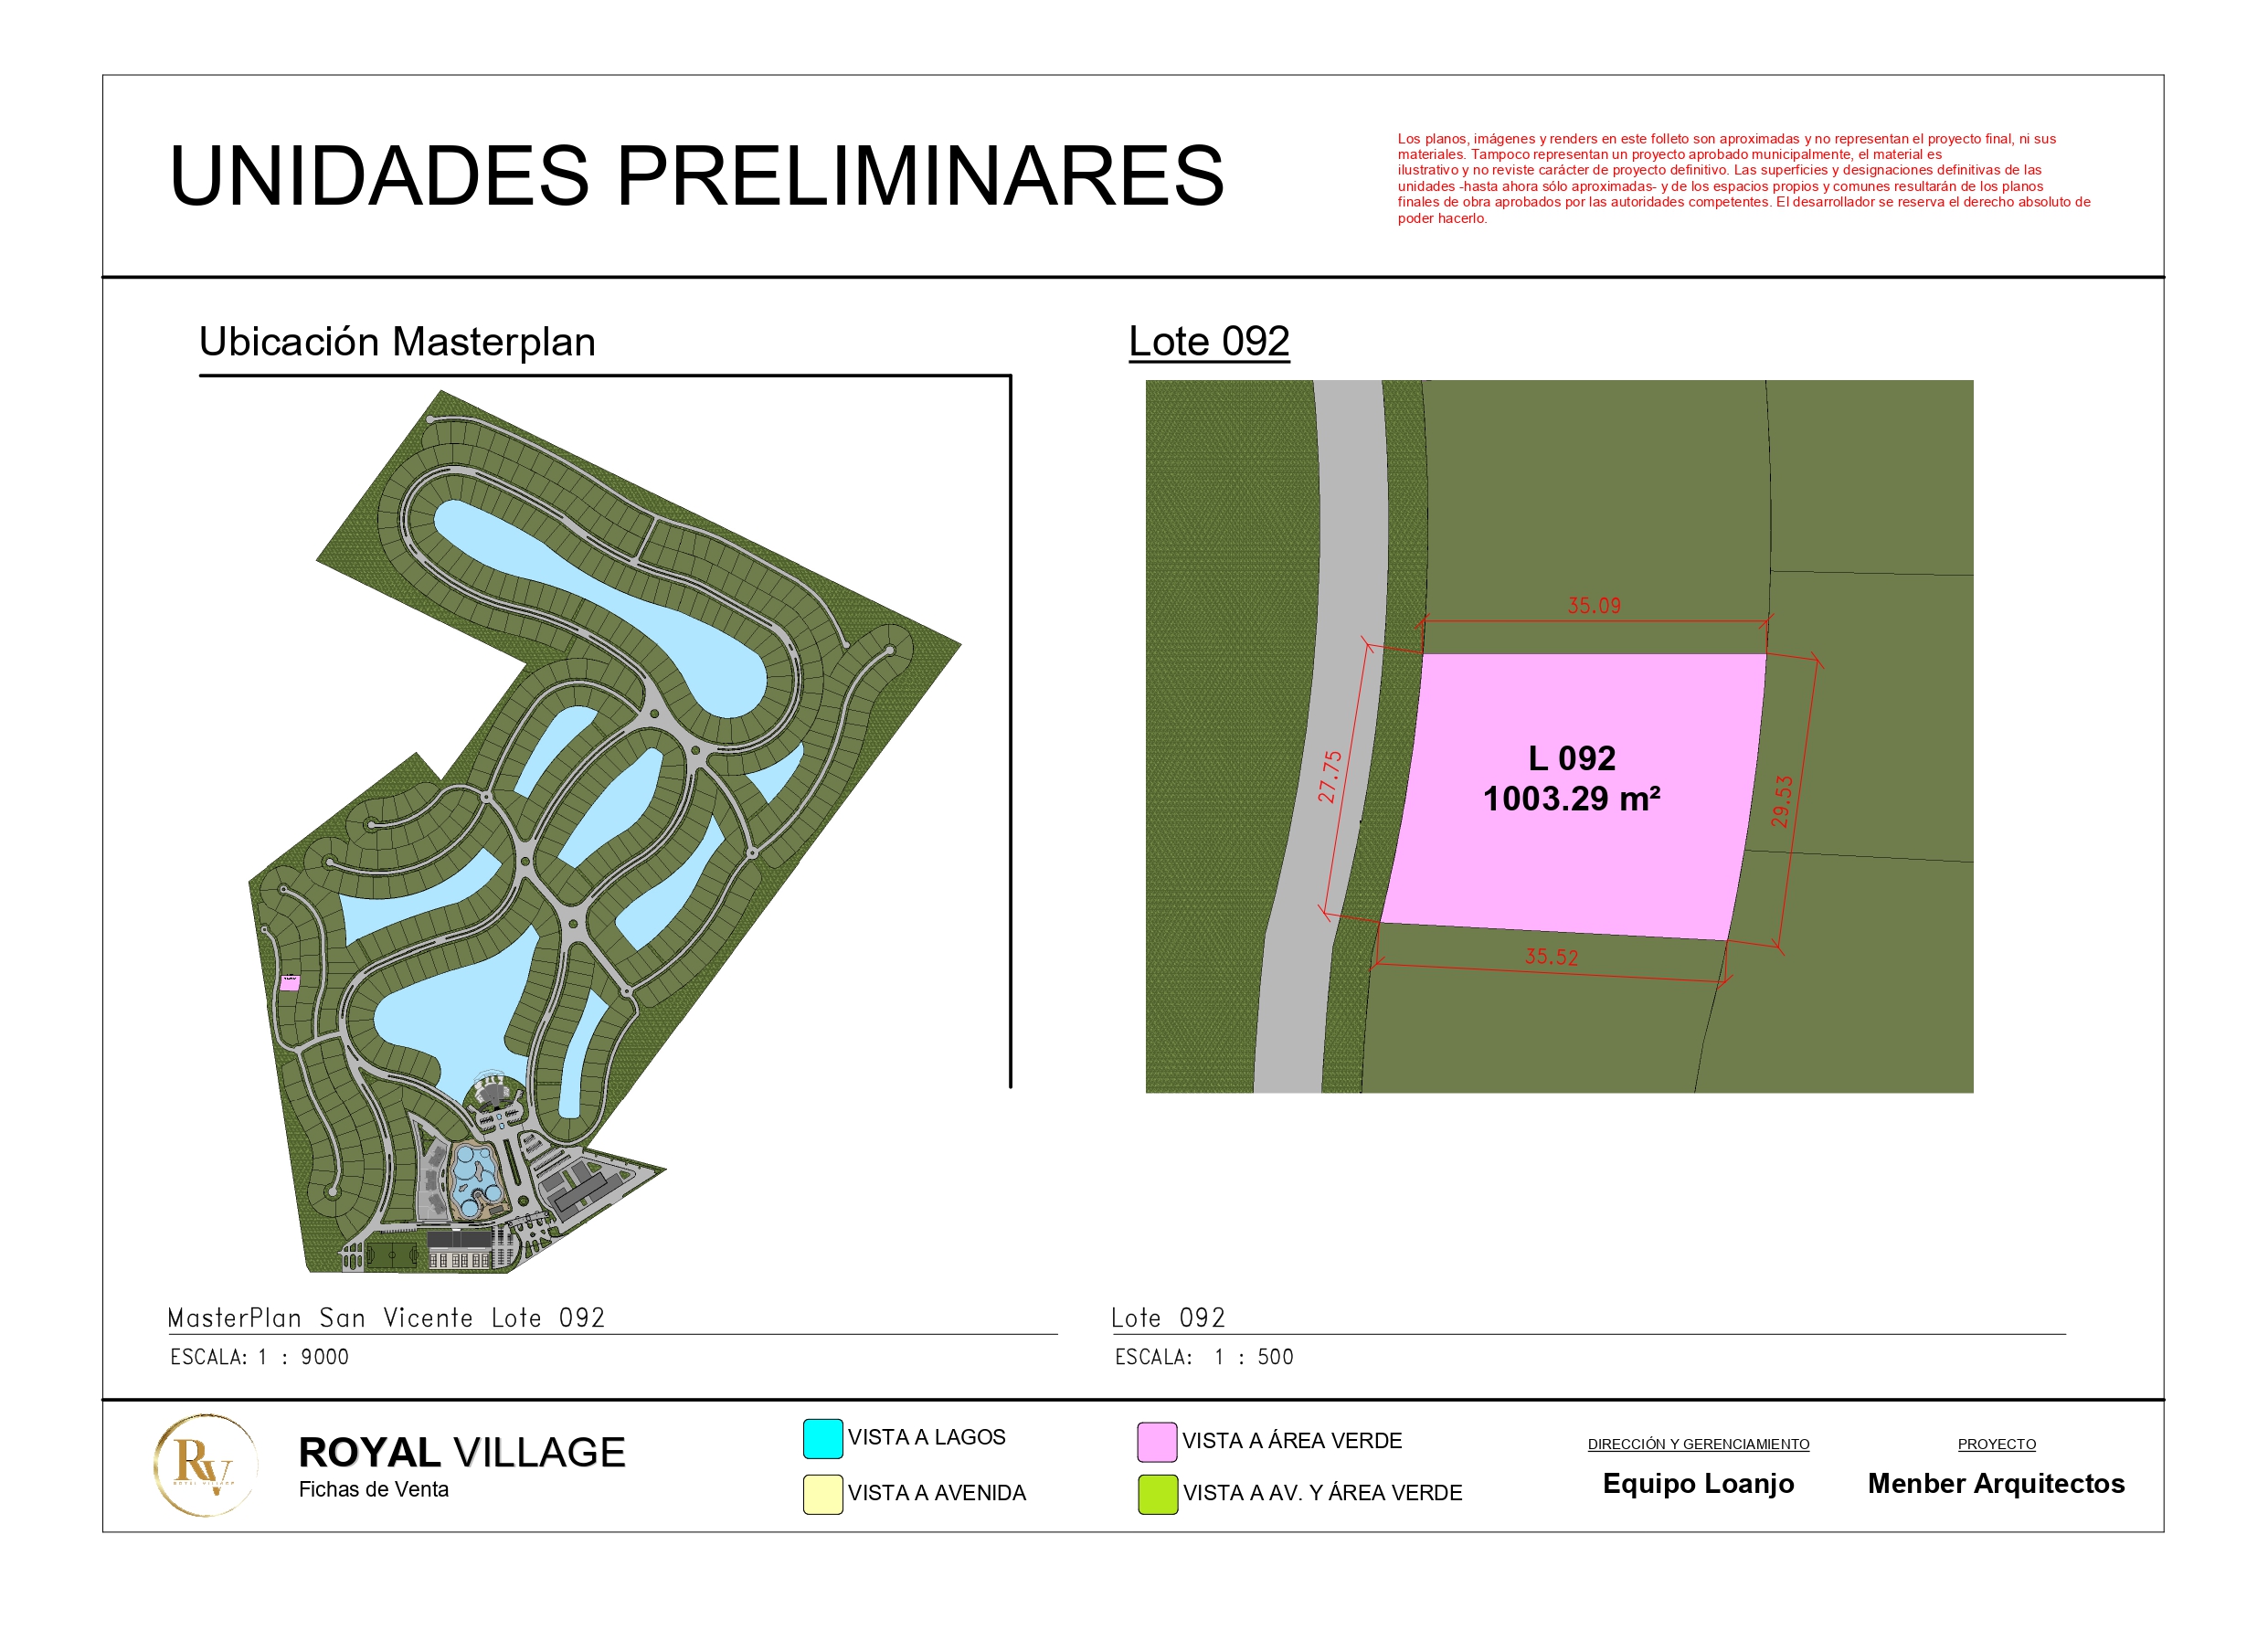 UNIDADES PRELIMINARES
Los planos, imágenes y renders en este folleto son aproximadas y no representan el proyecto final, ni sus
materiales. Tampoco representan un proyecto aprobado municipalmente, el material es
ilustrativo y no reviste carácter de proyecto definitivo. Las superficies y designaciones definitivas de las
unidades -hasta ahora sólo aproximadas- y de los espacios propios y comunes resultarán de los planos
finales de obra aprobados por las autoridades competentes. El desarrollador se reserva el derecho absoluto de
poder hacerlo.
Ubicación Masterplan
Lote 092
35.09
27.75
L 092
1003.29 m²
29.53
35.52
MasterPlan San Vicente Lote 092
ESCALA: 1 : 9000
Lote 092
ESCALA: 1 : 500
RV
ROYAL VILLAGE
ROYAL VILLAGE
Fichas de Venta
VISTA A LAGOS
VISTA A AVENIDA
VISTA A ÁREA VERDE
VISTA A AV. Y ÁREA VERDE
DIRECCIÓN Y GERENCIAMIENTO
Equipo Loanjo
PROYECTO
Menber Arquitectos